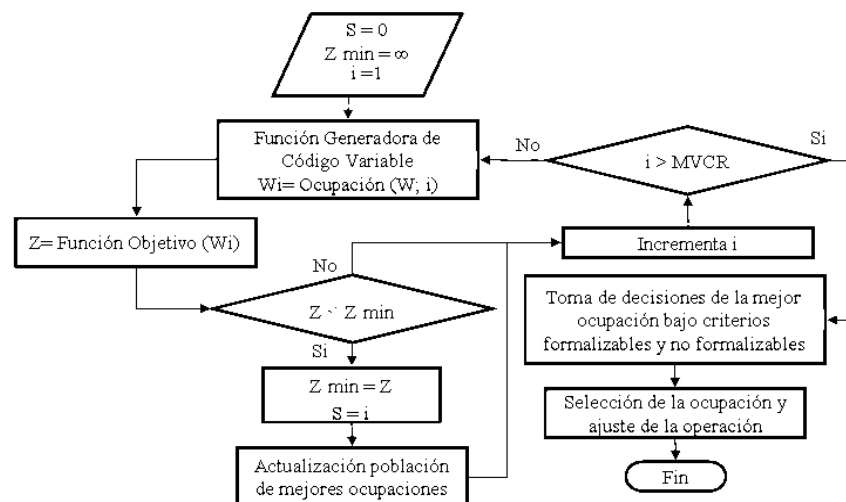 S = 0
Z min = ∞
i =1
Función Generadora de
Código Variable
Wi= Ocupación (W; i)
No
i > MVCR
Si
Z= Función Objetivo (Wi)
Incrementa i
No
Z < Z min
Si
Z min = Z
S = i
Actualización población
de mejores ocupaciones
Toma de decisiones de la mejor
ocupación bajo criterios
formalizables y no formalizables
Selección de la ocupación y
ajuste de la operación
Fin